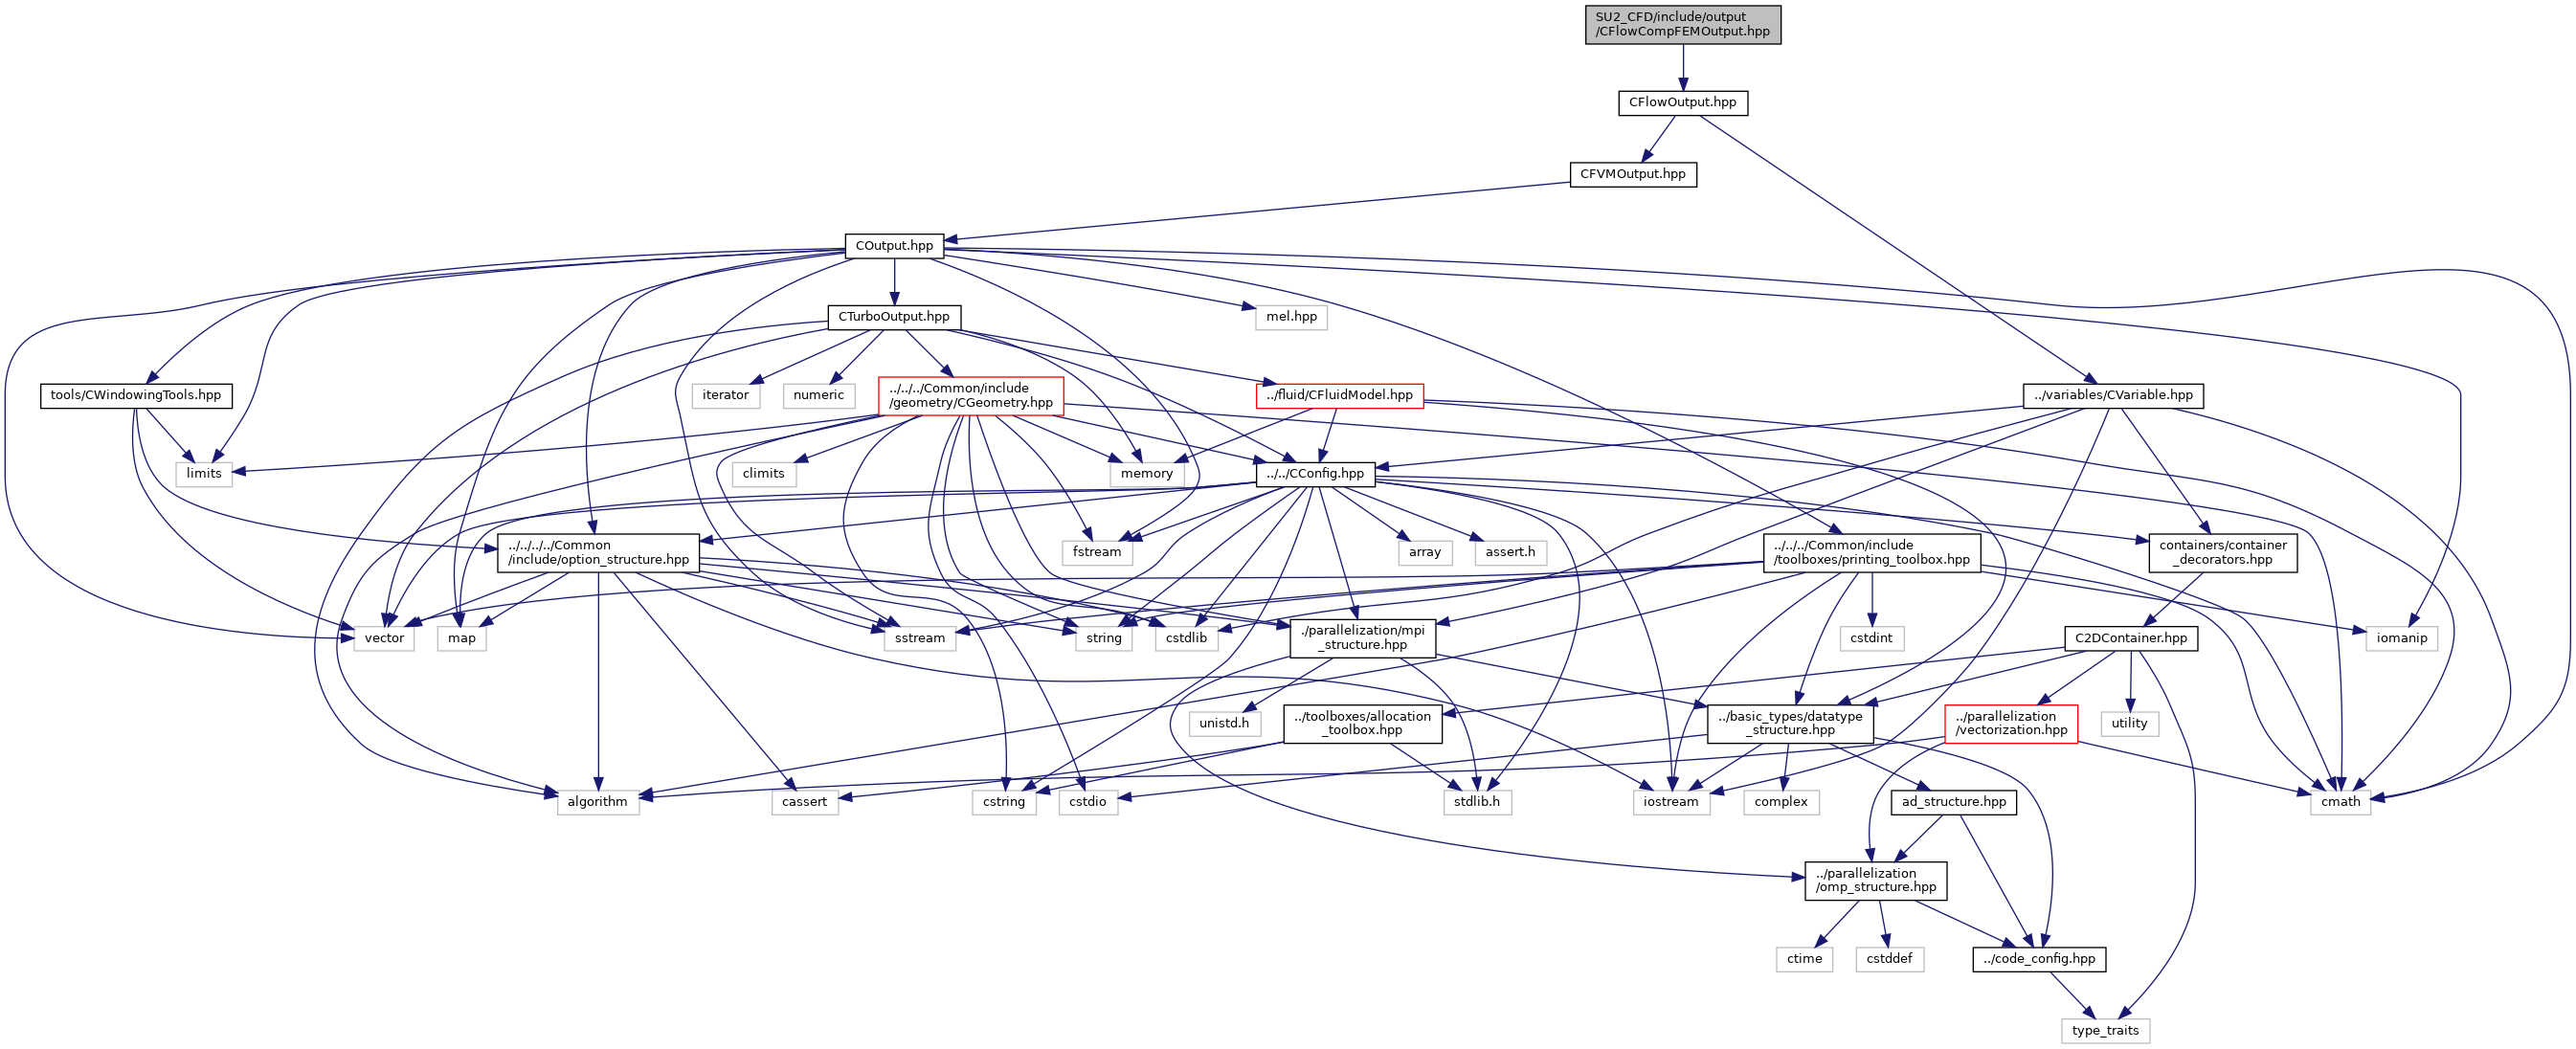 SU2_CFD/include/output
/CFlowCompFEMOutput.hpp
CFlowOutput.hpp
CFVMOutput.hpp
COutput.hpp
CTurboOutput.hpp
mel.hpp
tools/CWindowingTools.hpp
iterator
numeric
../../../Common/include
/geometry/CGeometry.hpp
../fluid/CFluidModel.hpp
../variables/CVariable.hpp
limits
climits
memory
../../CConfig.hpp
../../../../Common
/include/option_structure.hpp
fstream
array
assert.h
../../../Common/include
/toolboxes/printing_toolbox.hpp
containers/container
_decorators.hpp
vector
map
sstream
string
cstdlib
./parallelization/mpi
_structure.hpp
cstdint
C2DContainer.hpp
iomanip
unistd.h
../toolboxes/allocation
_toolbox.hpp
../basic_types/datatype
_structure.hpp
../parallelization
/vectorization.hpp
utility
algorithm
cassert
cstring
cstdio
stdlib.h
iostream
complex
ad_structure.hpp
cmath
../parallelization
/omp_structure.hpp
ctime
cstddef
../code_config.hpp
type_traits